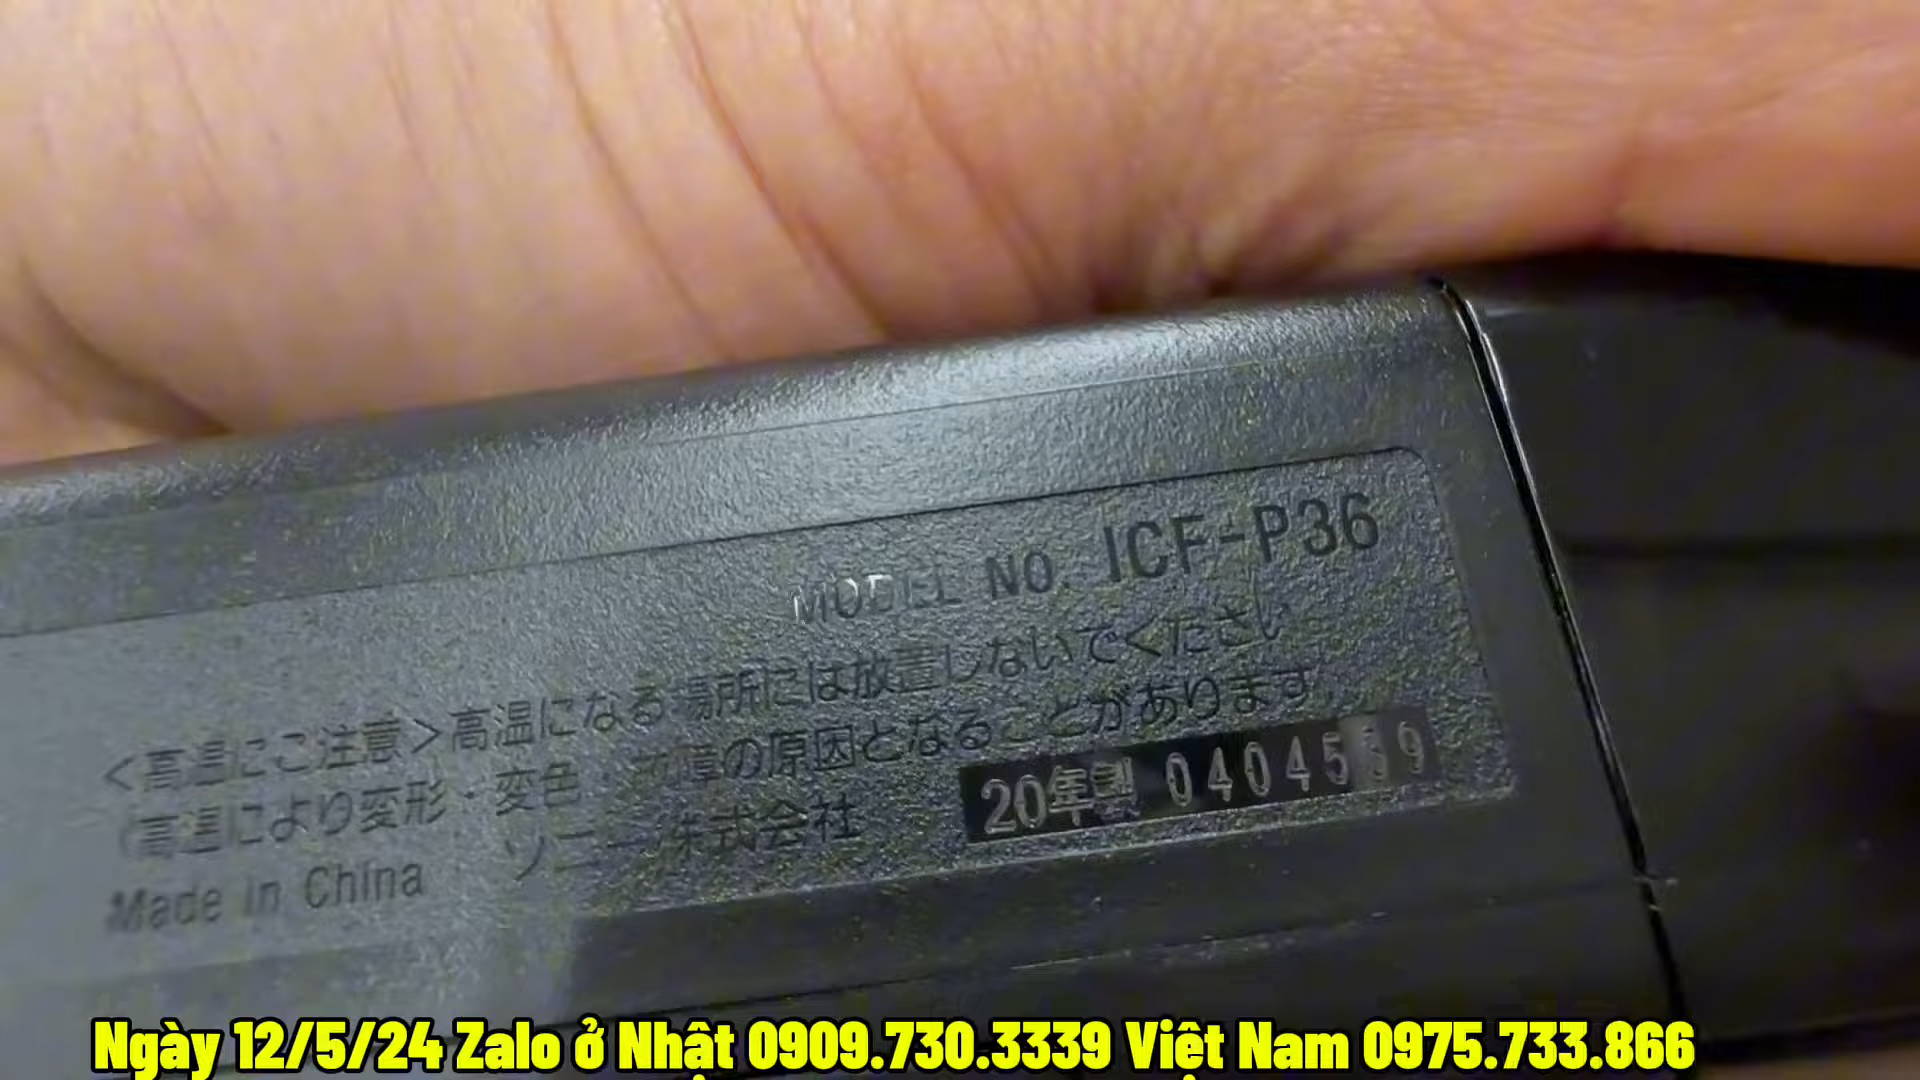 MODEL NO. ICF-P36
<高温にご注意>高温になる場所には放置しないでください
(高温により変形・変色・故障の原因となることがあります
Made in China ソニー株式会社 20年製 0404539
Ngày 12/5/24 Zalo ở Nhật 0909.730.3339 Việt Nam 0975.733.866